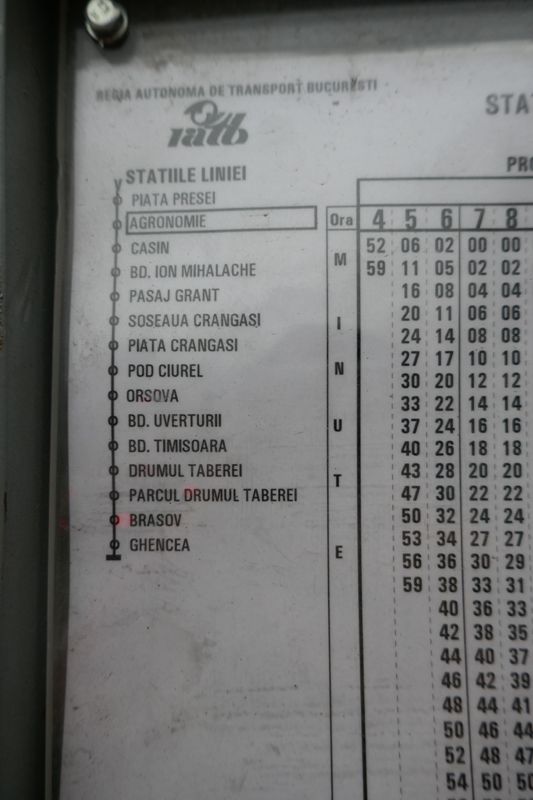 REGIA AUTONOMA DE TRANSPORT BUCURESTI
ratb
STATIILE LINIEI
PIATA PRESEI
AGRONOMIE
CASIN
BD. ION MIHALACHE
PASAJ GRANT
SOSEAUA CRANGASI
PIATA CRANGASI
POD CIUREL
ORSOVA
BD. UVERTURII
BD. TIMISOARA
DRUMUL TABEREI
PARCUL DRUMUL TABEREI
BRASOV
GHENCEA
STA
PRO
Ora 4 5 6 7 8
MINUTE
52 06 02 00 00
59 11 05 02 02
16 08 04 04
20 11 06 06
24 14 08 08
27 17 10 10
30 20 12 12
33 22 14 14
37 24 16 16
40 26 18 18
43 28 20 20
47 30 22 22
50 32 24 24
53 34 27 27
56 36 30 29
59 38 33 31
40 36 33
42 38 35
44 40 37
46 42 39
48 44 41
50 46 44
52 48 47
54 50 50